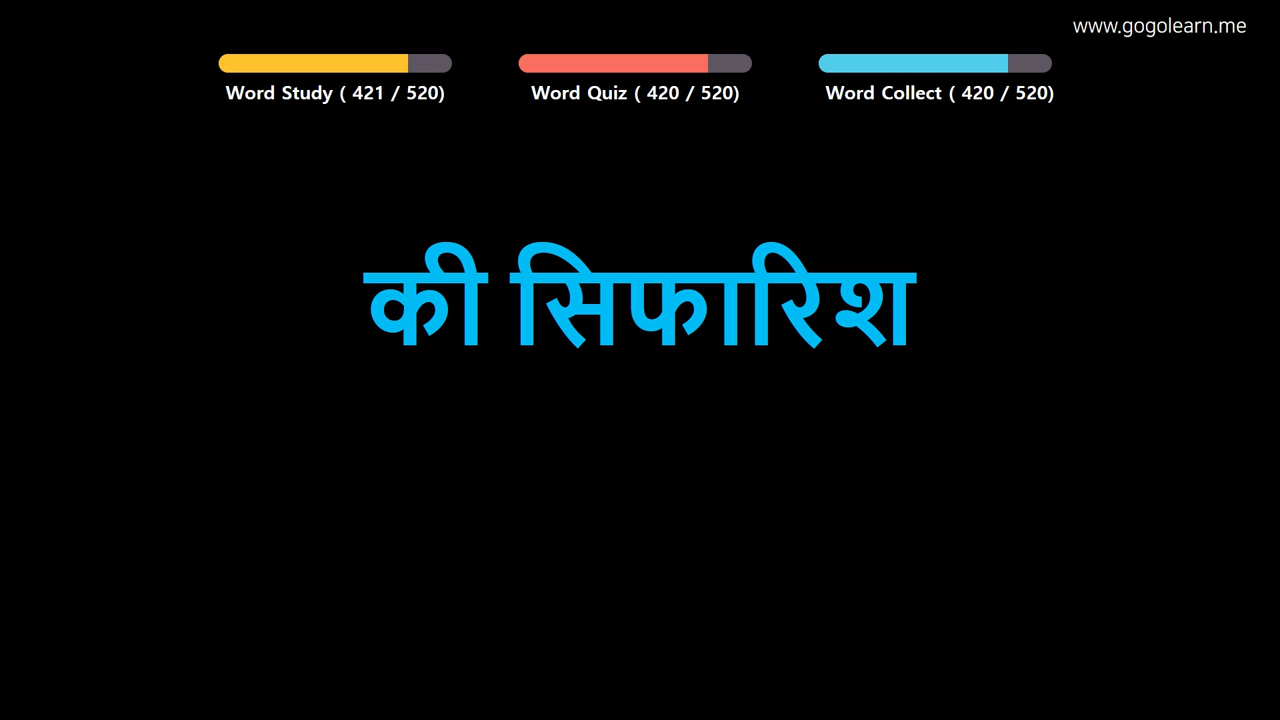 www.gogolearn.me
Word Study ( 421 / 520)
Word Quiz ( 420 / 520)
Word Collect ( 420 / 520)
की सिफारिश